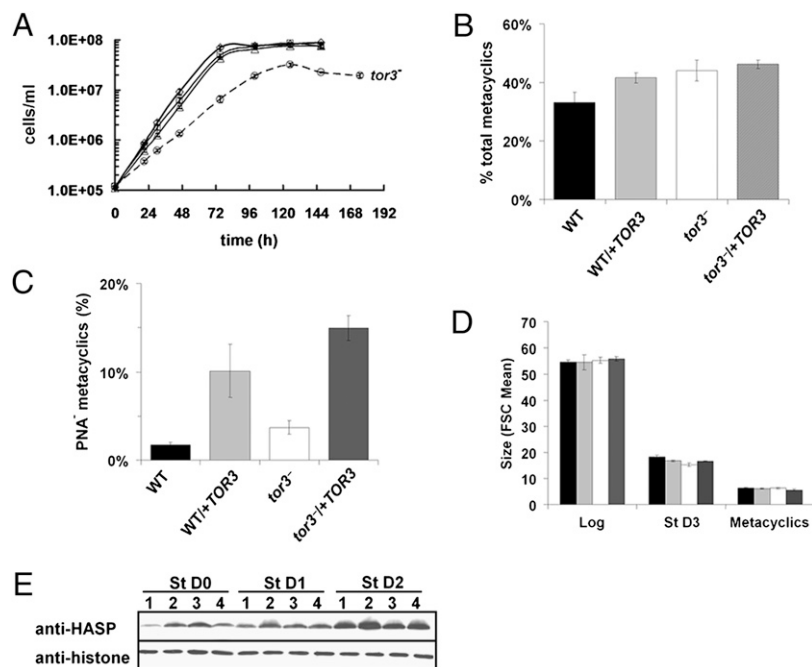 A
1.0E+08
1.0E+07
1.0E+06
1.0E+05
cells/ml
tor3⁻
0 24 48 72 96 120 144 168 192
time (h)
B
60%
40%
20%
0%
% total metacyclics
WT
WT/+TOR3
tor3⁻
tor3⁻/+TOR3
C
20%
10%
0%
PNA⁻ metacyclics (%)
WT
WT/+TOR3
tor3⁻
tor3⁻/+TOR3
D
70
60
50
40
30
20
10
0
Size (FSC Mean)
Log St D3 Metacyclics
E
St D0 St D1 St D2
1 2 3 4 1 2 3 4 1 2 3 4
anti-HASP
anti-histone